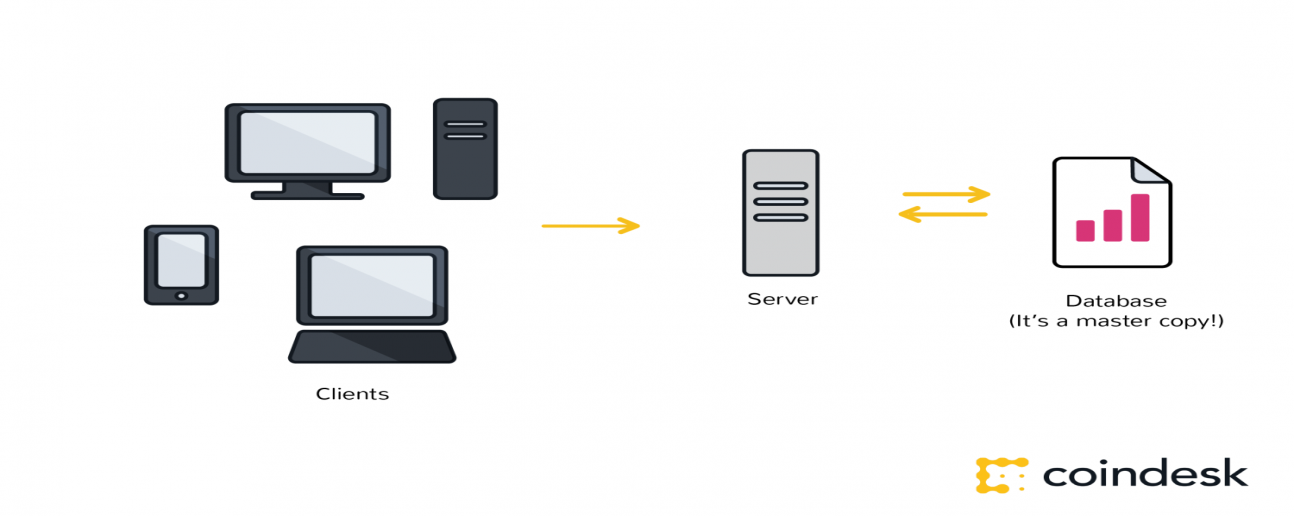 Server
Database
(It's a master copy!)
Clients
coindesk